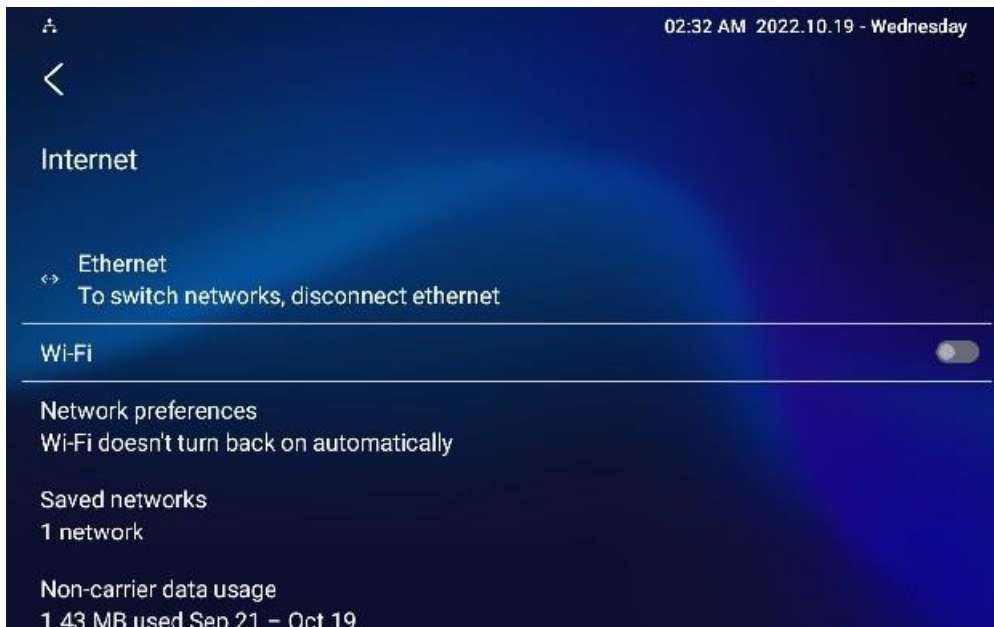 02:32 AM 2022.10.19 - Wednesday
Internet
Ethernet
To switch networks, disconnect ethernet
Wi-Fi
Network preferences
Wi-Fi doesn't turn back on automatically
Saved networks
1 network
Non-carrier data usage
1.43 MB used Sep 21 – Oct 19